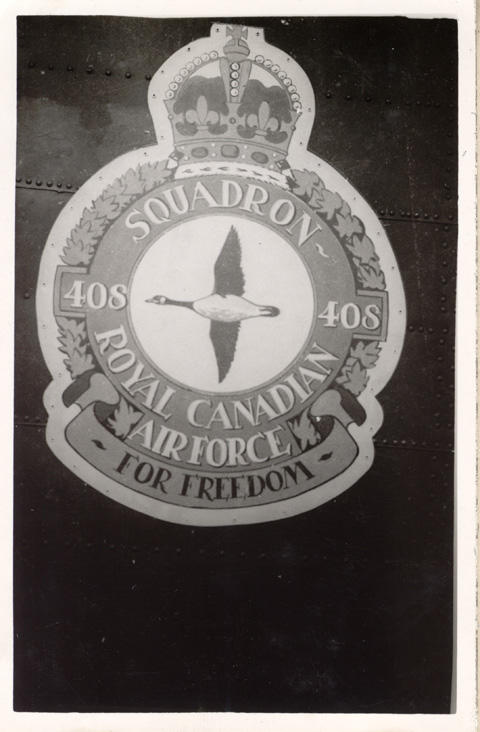 SQUADRON
408 408
ROYAL CANADIAN
AIR FORCE
FOR FREEDOM